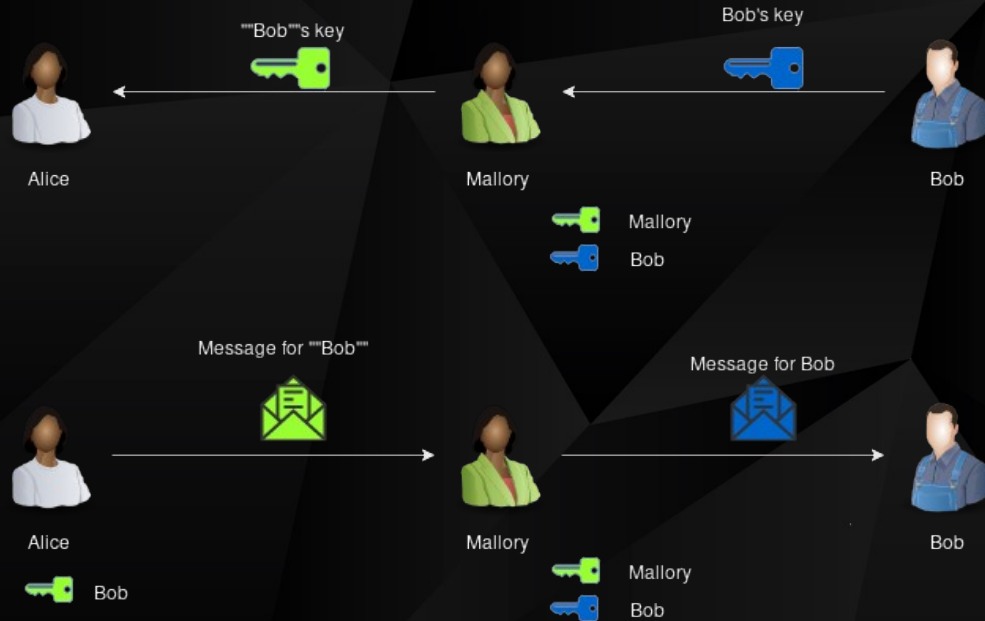 ""Bob""s key
Bob's key
Alice
Mallory
Bob
Mallory
Bob
Message for ""Bob""
Message for Bob
Alice
Mallory
Bob
Bob
Mallory
Bob